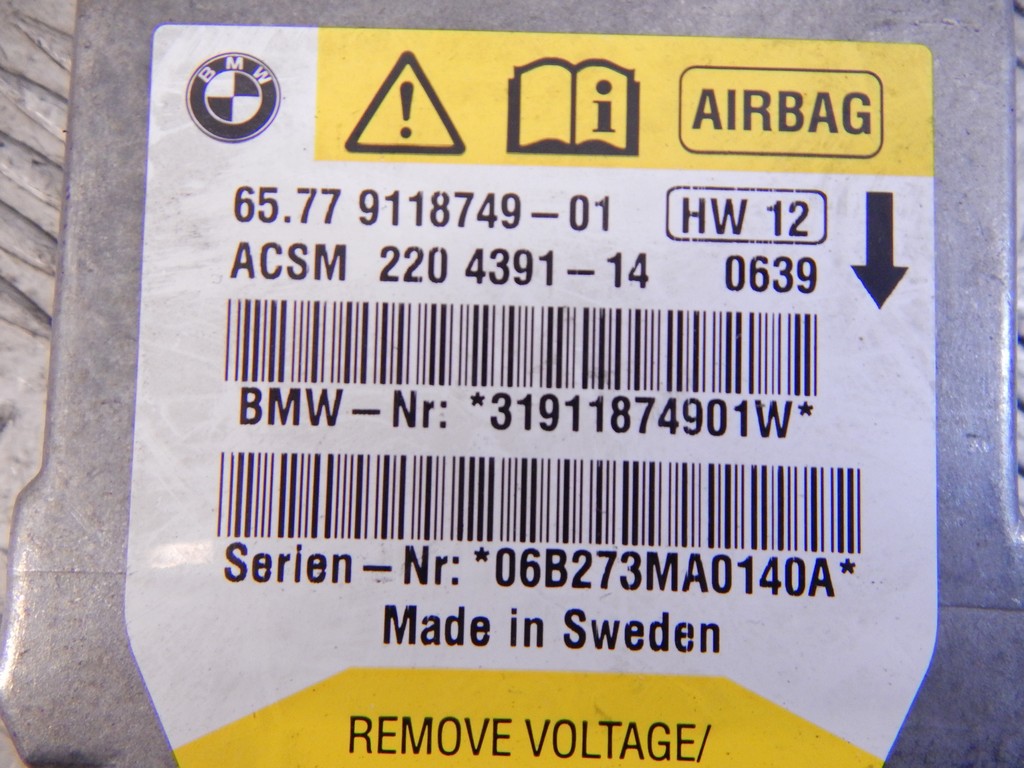 BMW
AIRBAG
65.77 9118749-01 HW 12
ACSM 220 4391-14 0639
BMW-Nr: *31911874901W*
Serien-Nr: *06B273MA0140A*
Made in Sweden
REMOVE VOLTAGE/